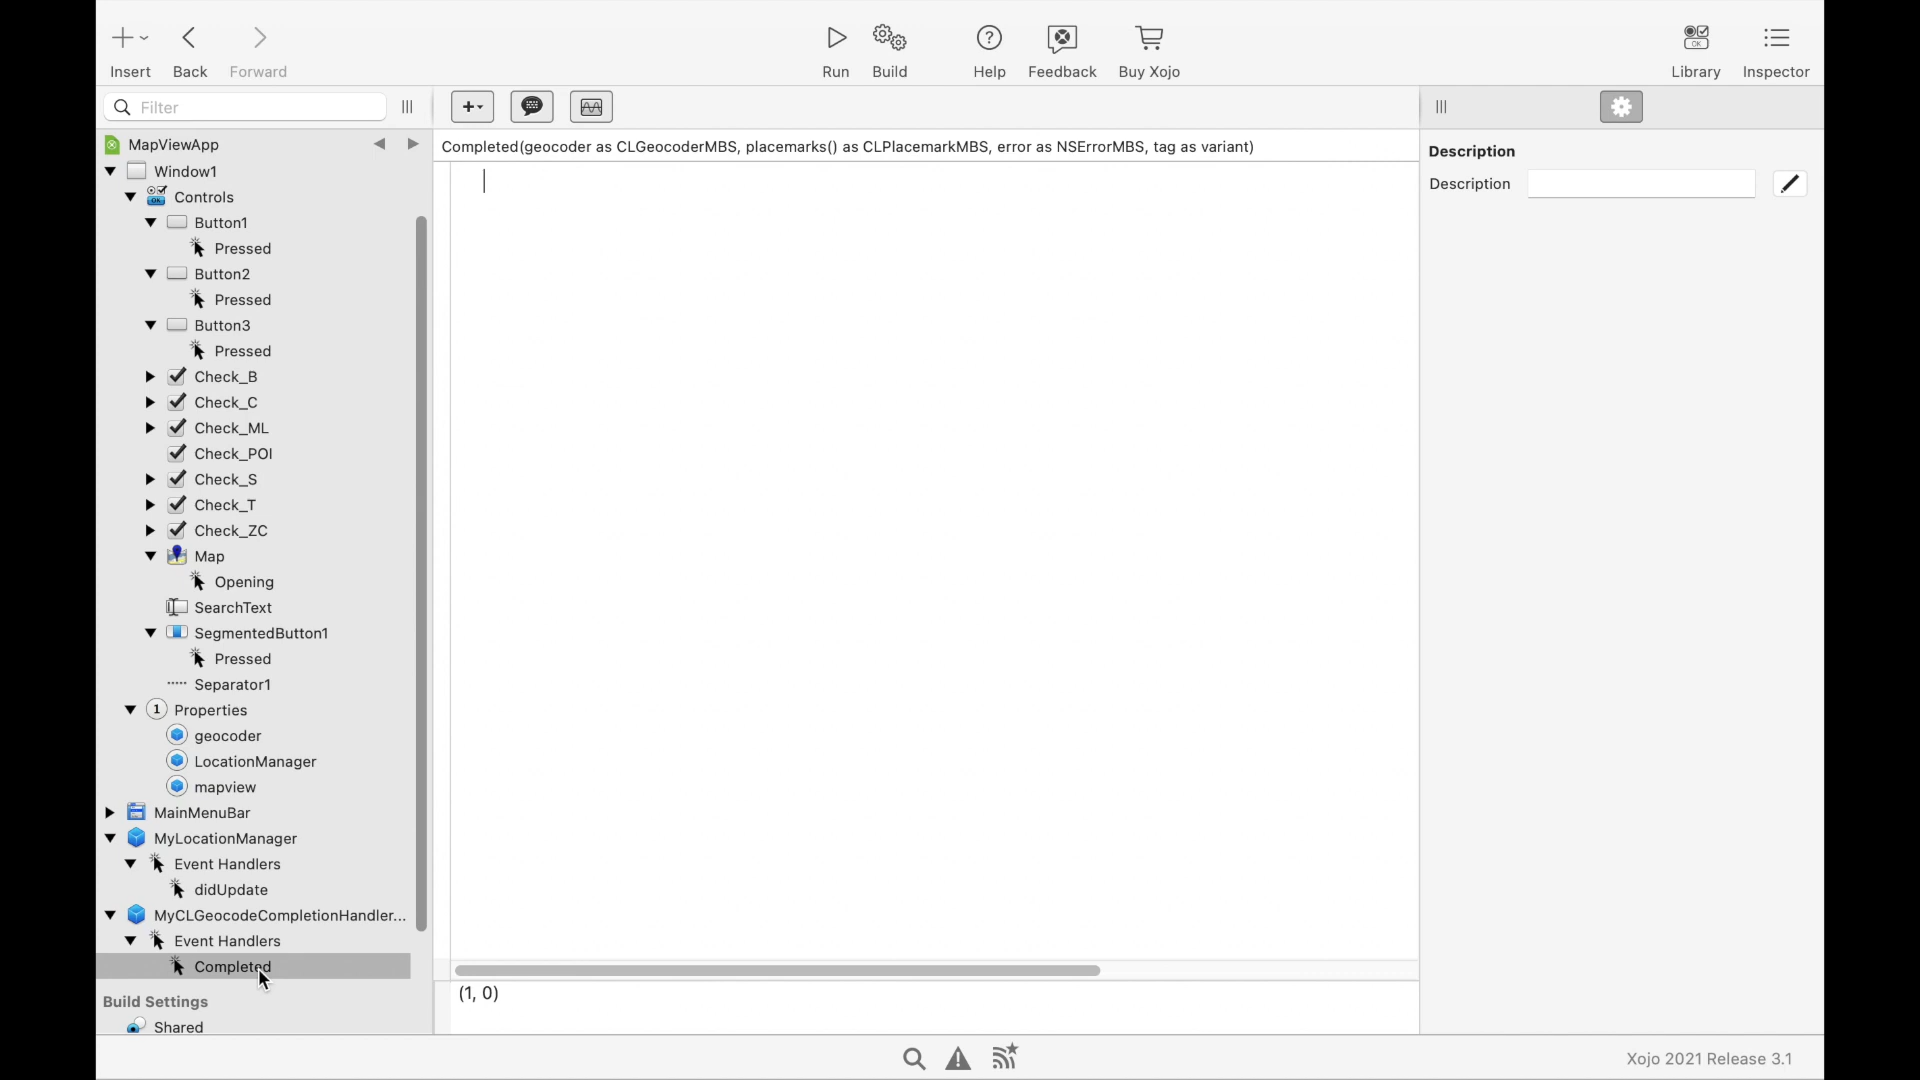 Insert Back Forward Run Build Help Feedback Buy Xojo Library Inspector
OK
Filter
MapViewApp
Completed(geocoder as CLGeocoderMBS, placemarks() as CLPlacemarkMBS, error as NSErrorMBS, tag as variant)
Description
Description
Window1
Controls
Button1
Pressed
Button2
Pressed
Button3
Pressed
Check_B
Check_C
Check_ML
Check_POI
Check_S
Check_T
Check_ZC
Map
Opening
SearchText
SegmentedButton1
Pressed
Separator1
1 Properties
geocoder
LocationManager
mapview
MainMenuBar
MyLocationManager
Event Handlers
didUpdate
MyCLGeocodeCompletionHandler...
Event Handlers
Completed
Build Settings
Shared
(1, 0)
Xojo 2021 Release 3.1